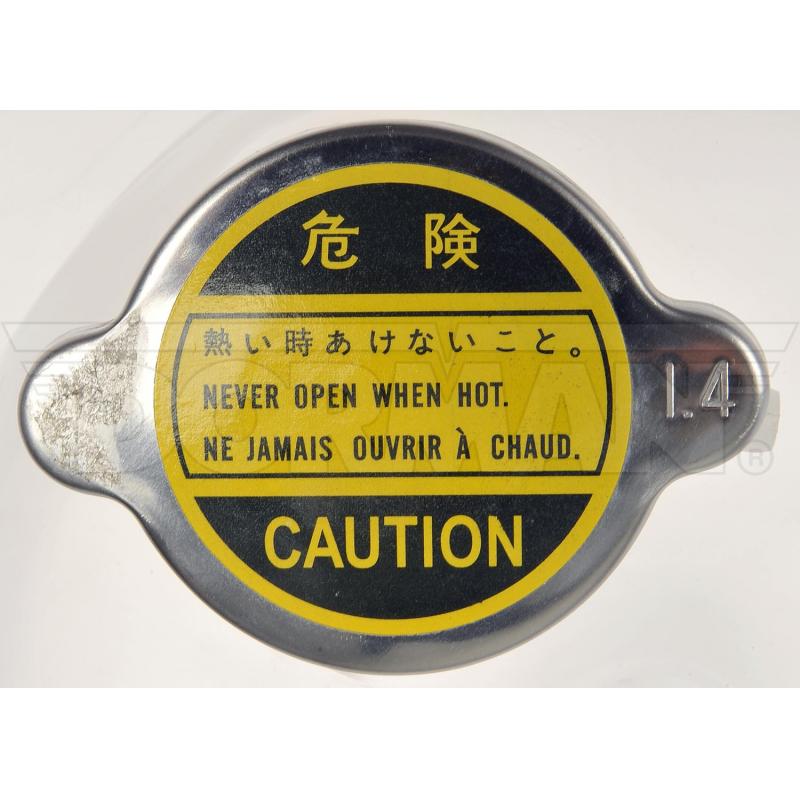 危険
熱い時あけないこと。
NEVER OPEN WHEN HOT.
NE JAMAIS OUVRIR À CHAUD.
CAUTION
1.4
DORMAN®